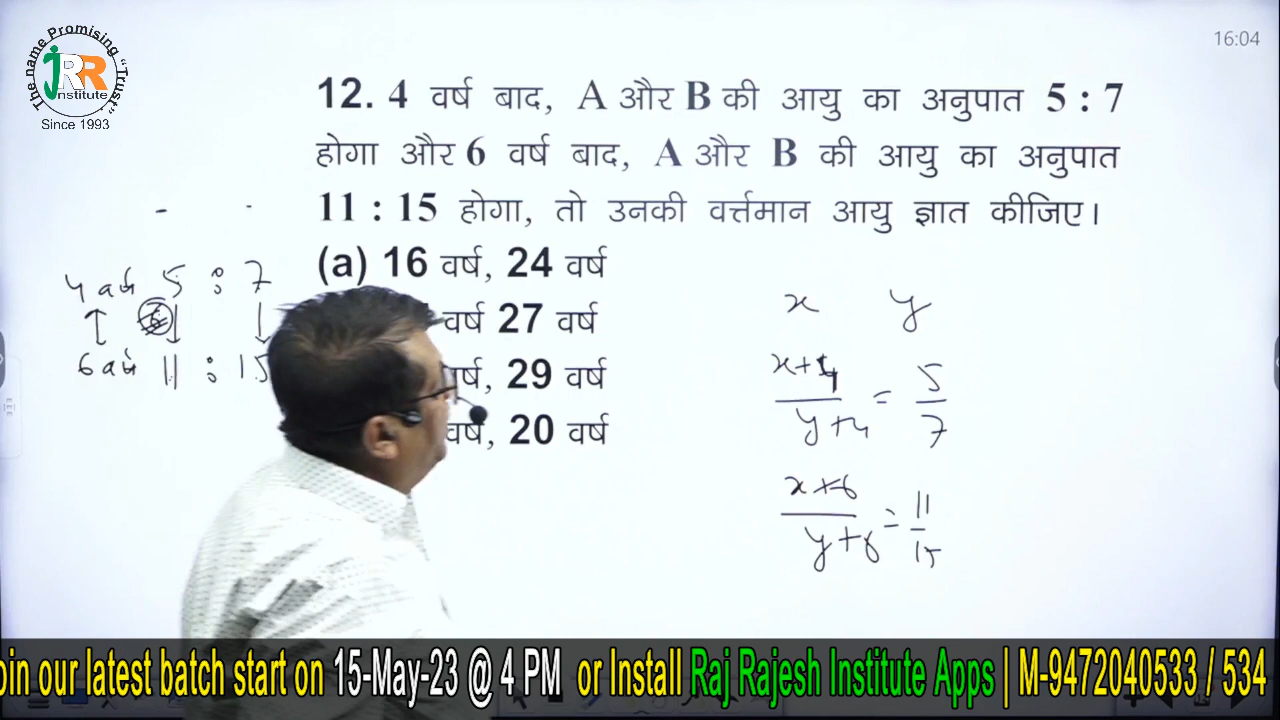 The name Promising "Trust"
JRR
Institute
Since 1993
16:04
12. 4 वर्ष बाद, A और B की आयु का अनुपात 5 : 7
होगा और 6 वर्ष बाद, A और B की आयु का अनुपात
11 : 15 होगा, तो उनकी वर्त्तमान आयु ज्ञात कीजिए।
(a) 16 वर्ष, 24 वर्ष
वर्ष 27 वर्ष
वर्ष, 29 वर्ष
वर्ष, 20 वर्ष
4 वर्ष 5 : 7
6 वर्ष 11 : 15
x y
x+4
y+4
= 5
7
x+6
y+6
= 11
15
oin our latest batch start on 15-May-23 @ 4 PM or Install Raj Rajesh Institute Apps | M-9472040533 / 534